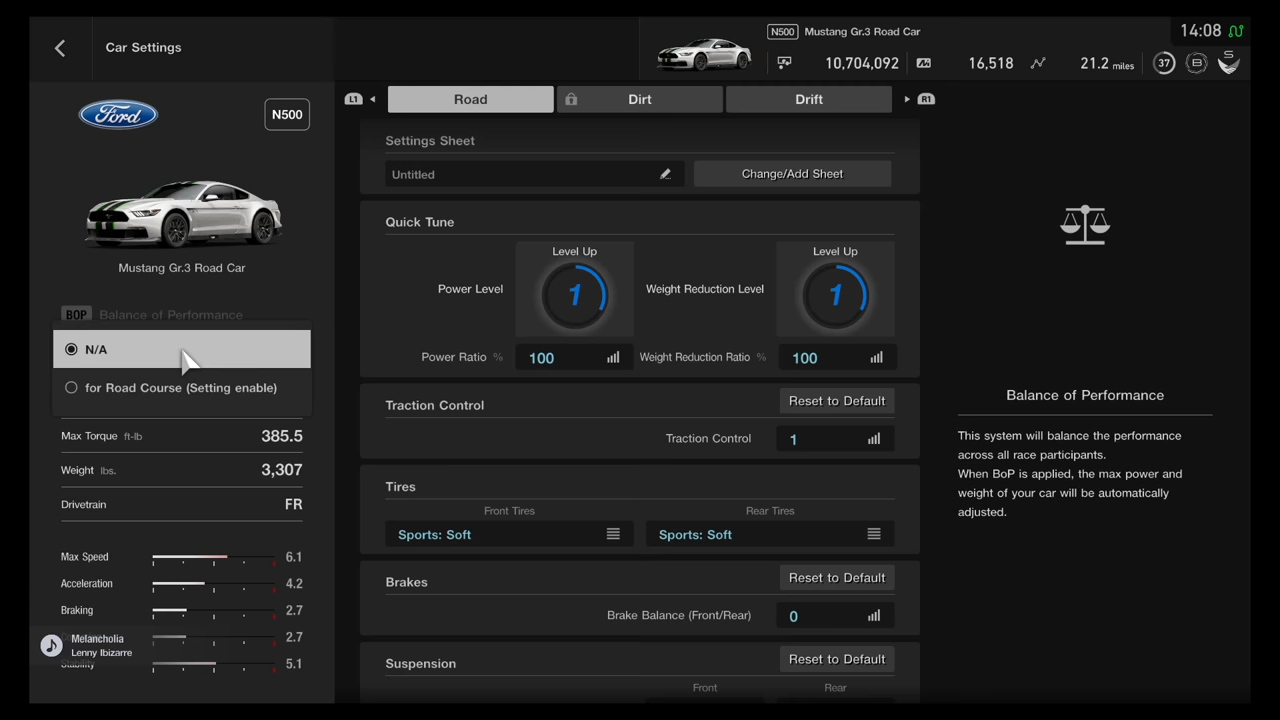 Car Settings
N500 Mustang Gr.3 Road Car
14:08
10,704,092
16,518
21.2 miles
37
B
S
Ford
N500
Mustang Gr.3 Road Car
BOP Balance of Performance
N/A
for Road Course (Setting enable)
Max Torque ft-lb 385.5
Weight lbs. 3,307
Drivetrain FR
Max Speed 6.1
Acceleration 4.2
Braking 2.7
2.7
Stability 5.1
Melancholia
Lenny Ibizarre
L1 Road Dirt Drift R1
Settings Sheet
Untitled Change/Add Sheet
Quick Tune
Level Up Level Up
Power Level 1 Weight Reduction Level 1
Power Ratio % 100 Weight Reduction Ratio % 100
Traction Control Reset to Default
Traction Control 1
Tires
Front Tires Rear Tires
Sports: Soft Sports: Soft
Brakes Reset to Default
Brake Balance (Front/Rear) 0
Suspension Reset to Default
Front Rear
Balance of Performance
This system will balance the performance
across all race participants.
When BoP is applied, the max power and
weight of your car will be automatically
adjusted.